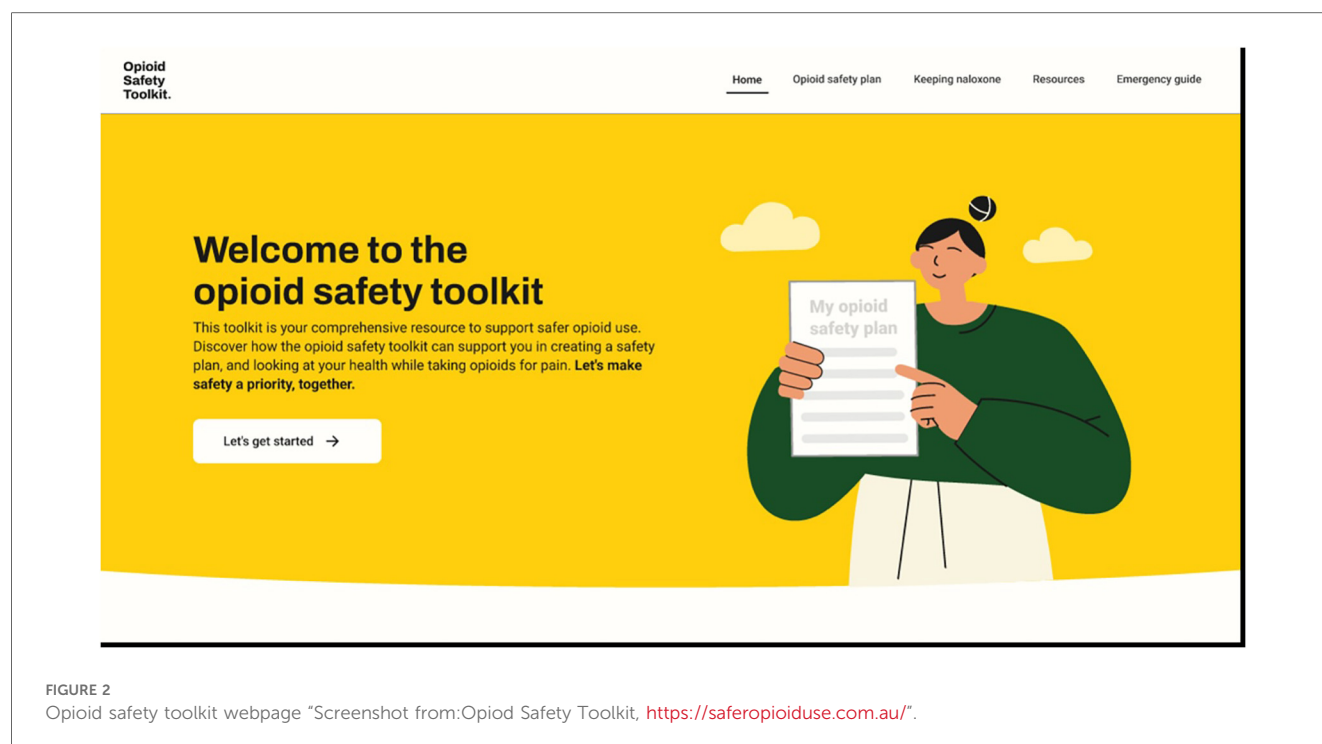 Opioid
Safety
Toolkit.
Home Opioid safety plan Keeping naloxone Resources Emergency guide
Welcome to the
opioid safety toolkit
This toolkit is your comprehensive resource to support safer opioid use.
Discover how the opioid safety toolkit can support you in creating a safety
plan, and looking at your health while taking opioids for pain. Let's make
safety a priority, together.
Let's get started →
My opioid
safety plan
FIGURE 2
Opioid safety toolkit webpage “Screenshot from:Opiod Safety Toolkit, https://saferopioiduse.com.au/”.